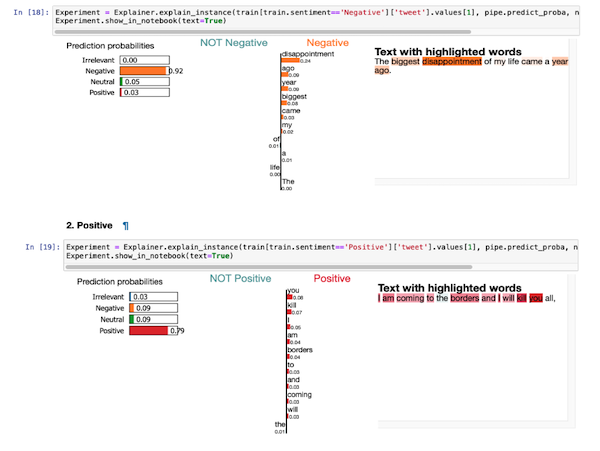 In [18]: Experiment = Explainer.explain_instance(train[train.sentiment=='Negative']['tweet'].values[1], pipe.predict_proba, n
Experiment.show_in_notebook(text=True)
Prediction probabilities
Irrelevant 0.00
Negative 0.92
Neutral 0.05
Positive 0.03
NOT Negative Negative
disappointment
0.24
ago
0.09
year
0.09
biggest
0.08
came
0.03
my
0.02
of
0.01
a
0.01
life
0.00
The
0.00
Text with highlighted words
The biggest disappointment of my life came a year
ago.
2. Positive ¶
In [19]: Experiment = Explainer.explain_instance(train[train.sentiment=='Positive']['tweet'].values[1], pipe.predict_proba, n
Experiment.show_in_notebook(text=True)
Prediction probabilities
Irrelevant 0.03
Negative 0.09
Neutral 0.09
Positive 0.79
NOT Positive Positive
you
0.08
kill
0.07
I
0.05
am
0.04
borders
0.04
to
0.03
and
0.03
coming
0.03
will
0.03
the
0.01
Text with highlighted words
I am coming to the borders and I will kill you all,